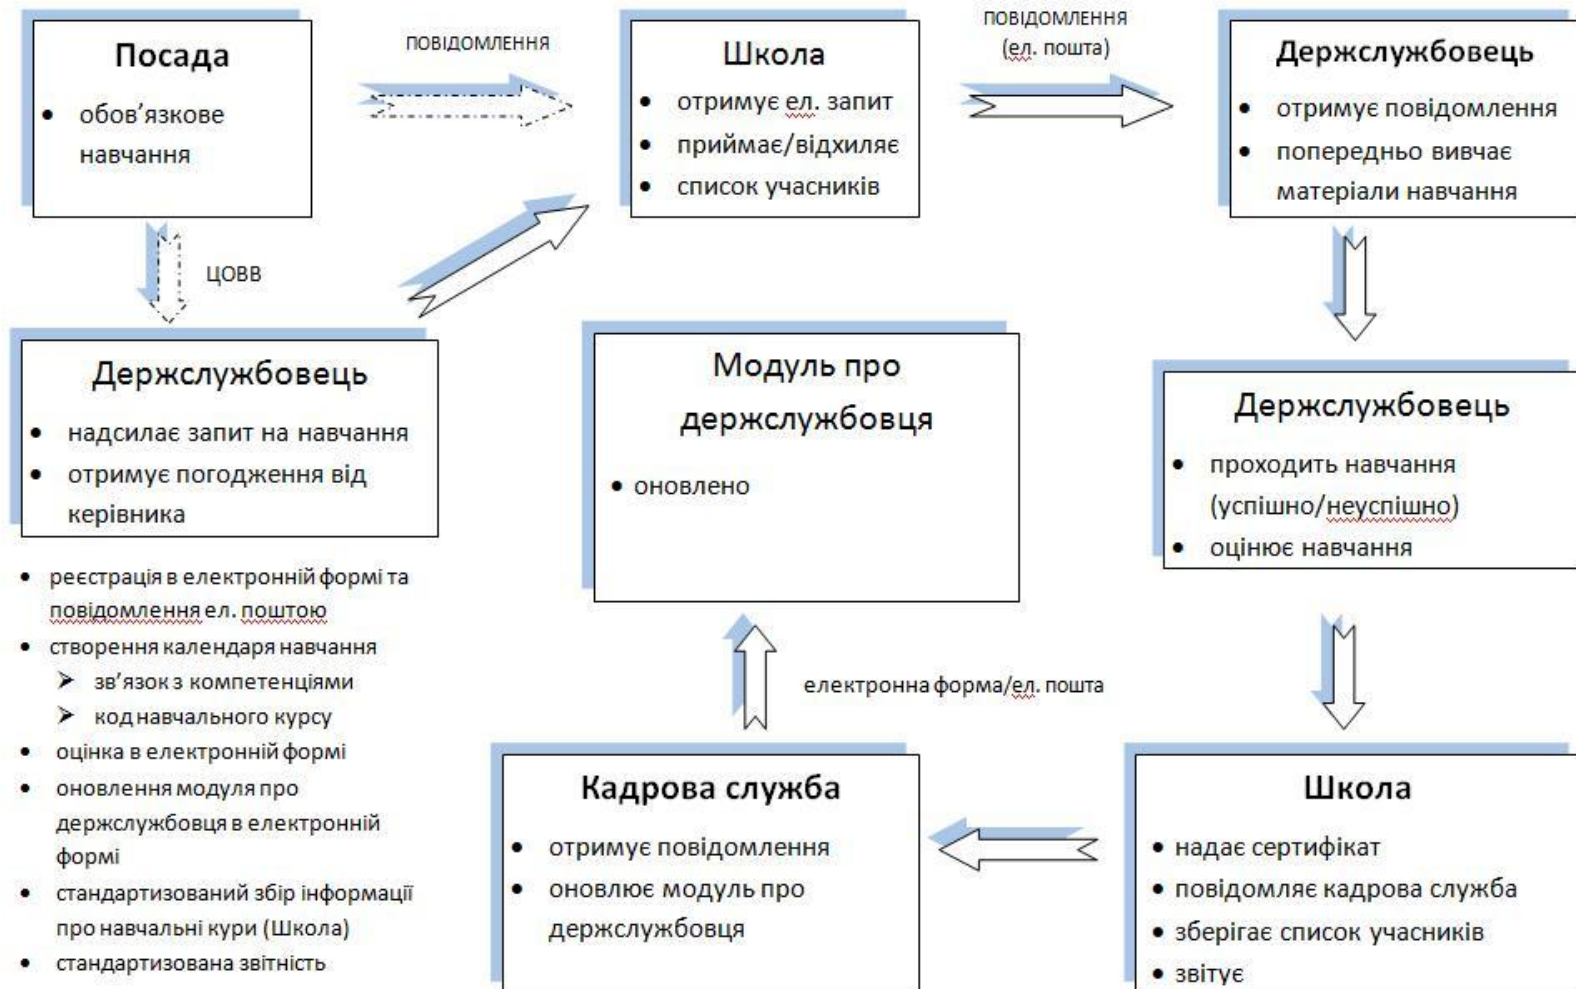 Посада
• обов’язкове
навчання
ПОВІДОМЛЕННЯ
Школа
• отримує ел. запит
• приймає/відхиляє
• список учасників
ПОВІДОМЛЕННЯ
(ел. пошта)
Держслужбовець
• отримує повідомлення
• попередньо вивчає
матеріали навчання
ЦОВВ
Держслужбовець
• надсилає запит на навчання
• отримує погодження від
керівника
Модуль про
держслужбовця
• оновлено
Держслужбовець
• проходить навчання
(успішно/неуспішно)
• оцінює навчання
• реєстрація в електронній формі та
повідомлення ел. поштою
• створення календаря навчання
➤ зв’язок з компетенціями
➤ код навчального курсу
• оцінка в електронній формі
• оновлення модуля про
держслужбовця в електронній
формі
• стандартизований збір інформації
про навчальні кури (Школа)
• стандартизована звітність
електронна форма/ел. пошта
Кадрова служба
• отримує повідомлення
• оновлює модуль про
держслужбовця
Школа
• надає сертифікат
• повідомляє кадрова служба
• зберігає список учасників
• звітує